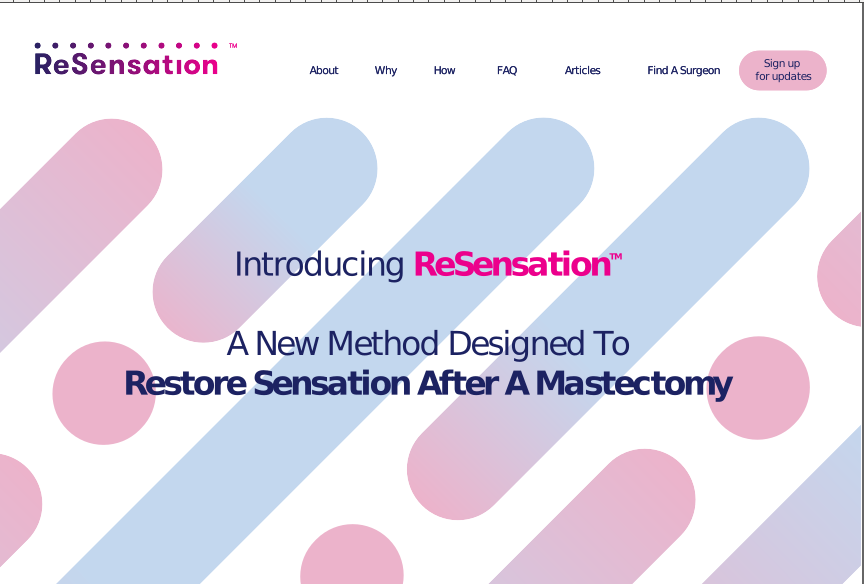 ReSensation™
About Why How FAQ Articles Find A Surgeon
Sign up
for updates
Introducing ReSensation™
A New Method Designed To
Restore Sensation After A Mastectomy